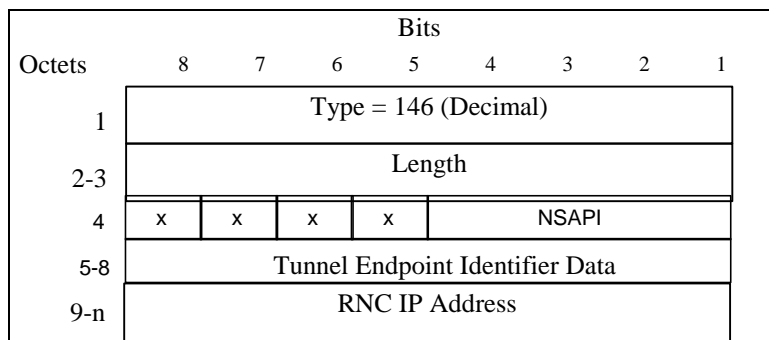 Bits
Octets 8 7 6 5 4 3 2 1
1 Type = 146 (Decimal)
2-3 Length
4 x x x x NSAPI
5-8 Tunnel Endpoint Identifier Data
9-n RNC IP Address